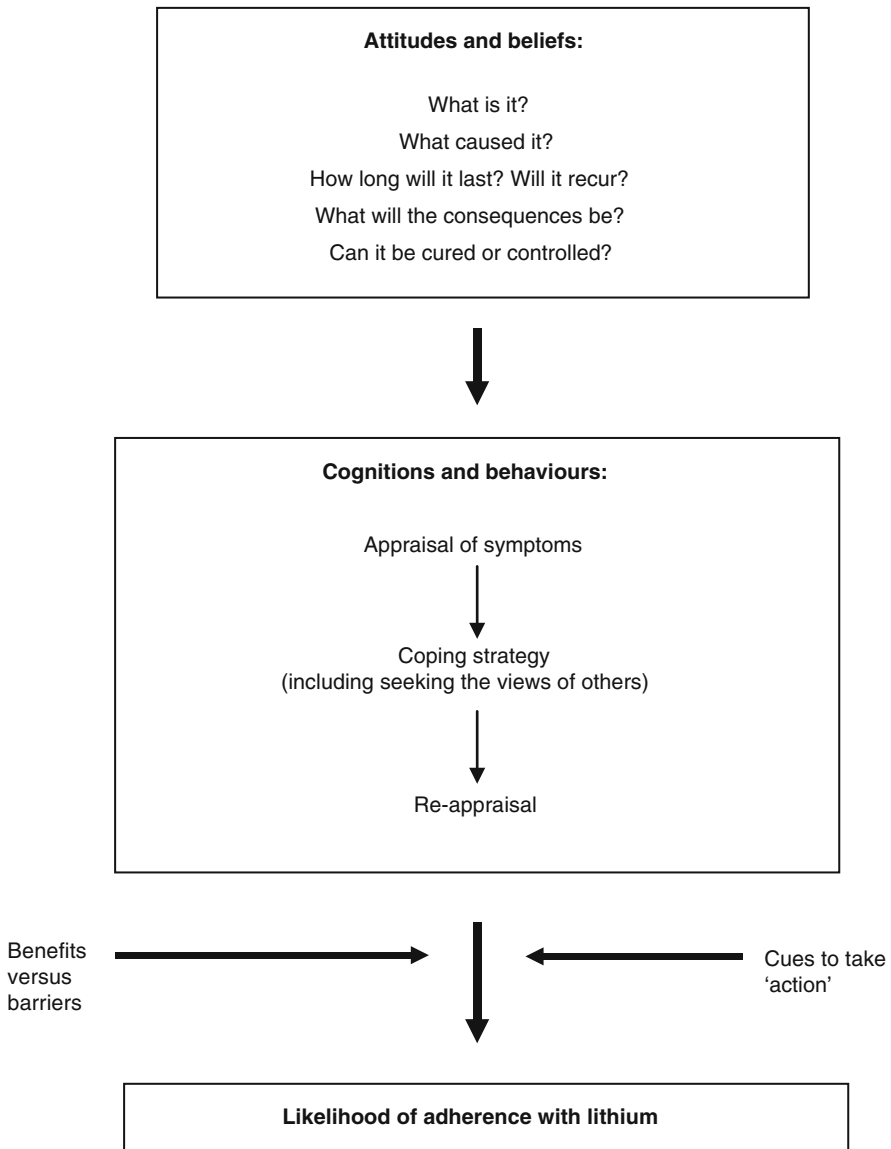 Attitudes and beliefs:
What is it?
What caused it?
How long will it last? Will it recur?
What will the consequences be?
Can it be cured or controlled?
Cognitions and behaviours:
Appraisal of symptoms
Coping strategy
(including seeking the views of others)
Re-appraisal
Benefits
versus
barriers
Cues to take
‘action’
Likelihood of adherence with lithium